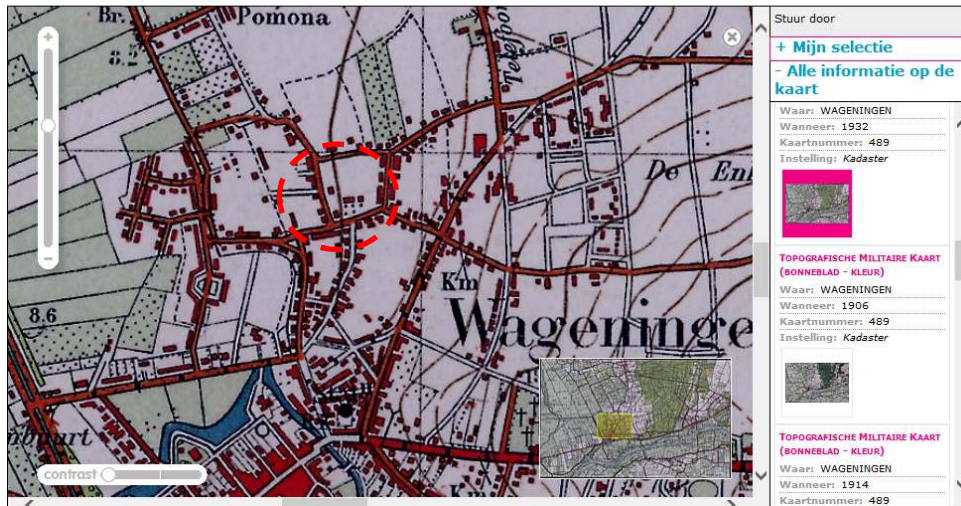 Br.
Pomona
8.2
De
Km
Wageninge
8.6
contrast
Stuur door
+ Mijn selectie
- Alle informatie op de
kaart
Waar: WAGENINGEN
Wanneer: 1932
Kaartnummer: 489
Instelling: Kadaster
TOPOGRAFISCHE MILITAIRE KAART
(BONNEBLAD - KLEUR)
Waar: WAGENINGEN
Wanneer: 1906
Kaartnummer: 489
Instelling: Kadaster
TOPOGRAFISCHE MILITAIRE KAART
(BONNEBLAD - KLEUR)
Waar: WAGENINGEN
Wanneer: 1914
Kaartnummer: 489